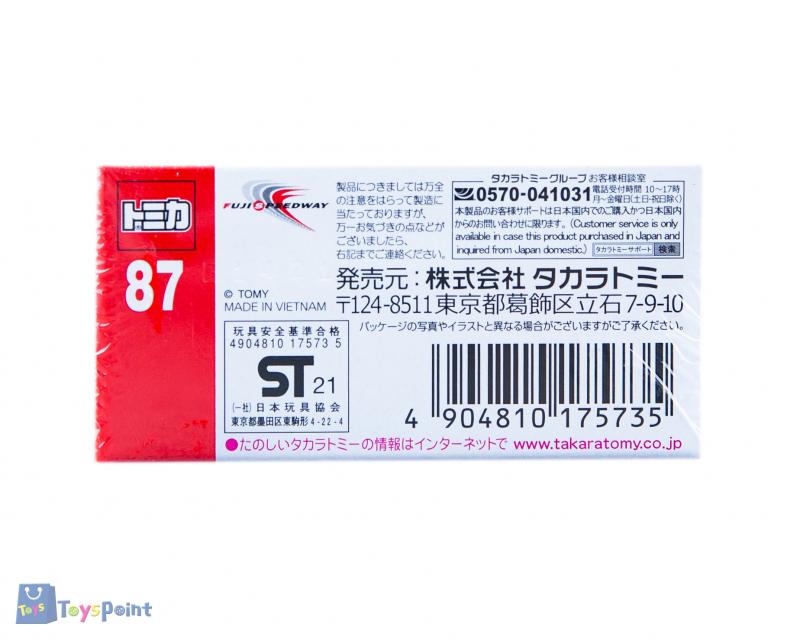 トミカ
87
FUJI SPEEDWAY
© TOMY
MADE IN VIETNAM
製品につきましては万全
の注意をはらって製造に
当たっておりますが、
万一お気づきの点などが
ございましたら、
右記までご連絡ください。
タカラトミーグループ お客様相談室
0570-041031 電話受付時間 10〜17時
月〜金曜日(土・日・祝日除く)
本製品のお客様サポートは日本国内でのご購入かつ日本国内
からのお問い合わせに限ります。(Customer service is only
available in case this product purchased in Japan and
inquired from Japan domestic.) タカラトミーサポート 検索
発売元:株式会社 タカラトミー
〒124-8511 東京都葛飾区立石7-9-10
パッケージの写真やイラストと異なる場合がございますがご了承ください。
玩具安全基準合格
4904810 17573 5
ST 21
(一社)日本玩具協会
東京都墨田区東駒形4-22-4
4 904810 175735
●たのしいタカラトミーの情報はインターネットで www.takaratomy.co.jp
TOYS ToysPoint